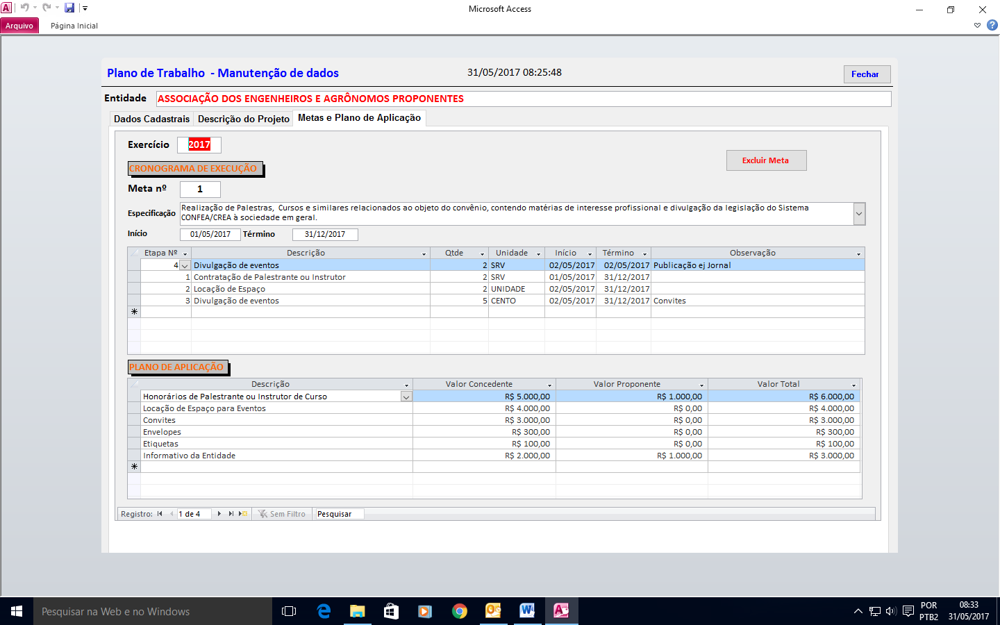 Microsoft Access
Arquivo Página Inicial
Plano de Trabalho - Manutenção de dados 31/05/2017 08:25:48 Fechar
Entidade ASSOCIAÇÃO DOS ENGENHEIROS E AGRÔNOMOS PROPONENTES
Dados Cadastrais Descrição do Projeto Metas e Plano de Aplicação
Exercício 2017
Excluir Meta
CRONOGRAMA DE EXECUÇÃO
Meta nº 1
Especificação Realização de Palestras, Cursos e similares relacionados ao objeto do convênio, contendo matérias de interesse profissional e divulgação da legislação do Sistema
CONFEA/CREA à sociedade em geral.
Início 01/05/2017 Término 31/12/2017
Etapa Nº Descrição Qtde Unidade Início Término Observação
4 Divulgação de eventos 2 SRV 02/05/2017 02/05/2017 Publicação ej Jornal
1 Contratação de Palestrante ou Instrutor 2 SRV 01/05/2017 31/12/2017
2 Locação de Espaço 2 UNIDADE 02/05/2017 31/12/2017
3 Divulgação de eventos 5 CENTO 02/05/2017 31/12/2017 Convites
PLANO DE APLICAÇÃO
Descrição Valor Concedente Valor Proponente Valor Total
Honorários de Palestrante ou Instrutor de Curso R$ 5.000,00 R$ 1.000,00 R$ 6.000,00
Locação de Espaço para Eventos R$ 4.000,00 R$ 0,00 R$ 4.000,00
Convites R$ 3.000,00 R$ 0,00 R$ 3.000,00
Envelopes R$ 300,00 R$ 0,00 R$ 300,00
Etiquetas R$ 100,00 R$ 0,00 R$ 100,00
Informativo da Entidade R$ 2.000,00 R$ 1.000,00 R$ 3.000,00
Registro: 1 de 4 Sem Filtro Pesquisar
Pesquisar na Web e no Windows
POR 08:33
PTB2 31/05/2017